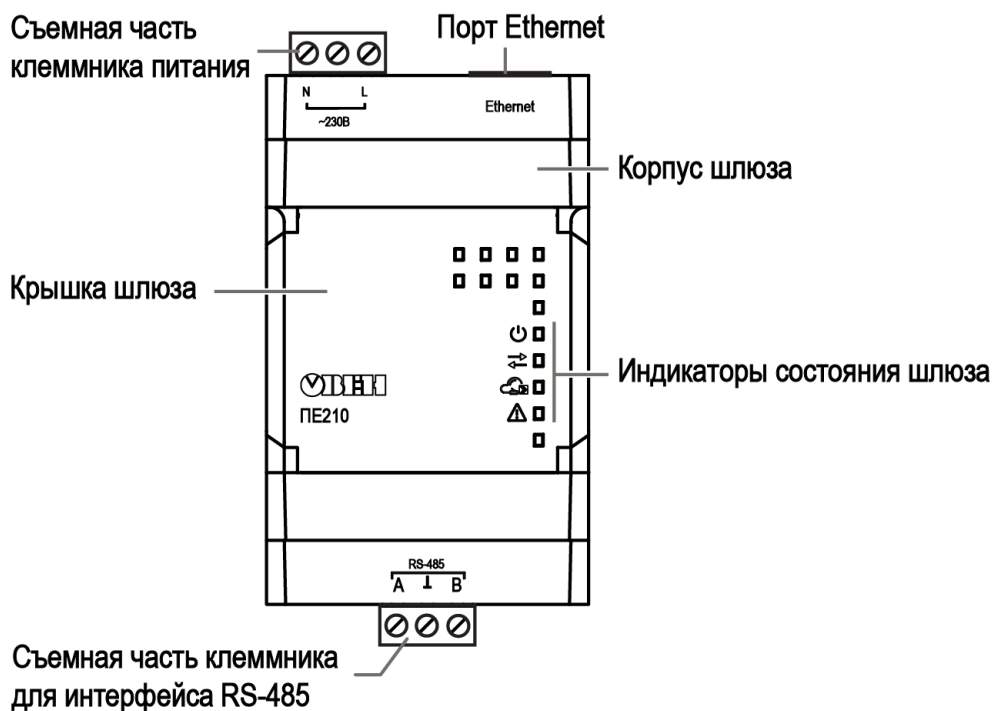 Съемная часть
клеммника питания
Порт Ethernet
N L
~230В
Ethernet
Корпус шлюза
Крышка шлюза
Индикаторы состояния шлюза
ОВЕН
ПЕ210
RS-485
A B
Съемная часть клеммника
для интерфейса RS-485